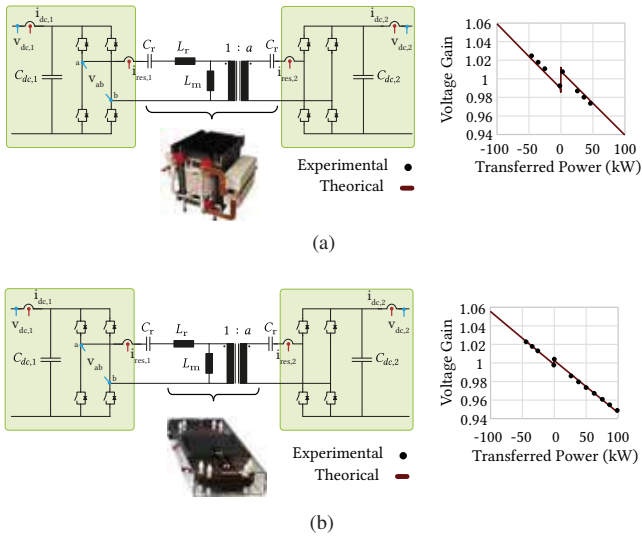 i_dc,1
v_dc,1
C_dc,1
a
v_ab
b
i_res,1
C_r
L_r
L_m
1 : a
C_r
i_res,2
i_dc,2
v_dc,2
C_dc,2
Experimental
Theorical
Voltage Gain
1.06
1.04
1.02
1
0.98
0.96
0.94
-100 -50 0 50 100
Transferred Power (kW)
(a)
i_dc,1
v_dc,1
C_dc,1
a
v_ab
b
i_res,1
C_r
L_r
L_m
1 : a
C_r
i_res,2
i_dc,2
v_dc,2
C_dc,2
Experimental
Theorical
Voltage Gain
1.06
1.04
1.02
1
0.98
0.96
0.94
-100 -50 0 50 100
Transferred Power (kW)
(b)